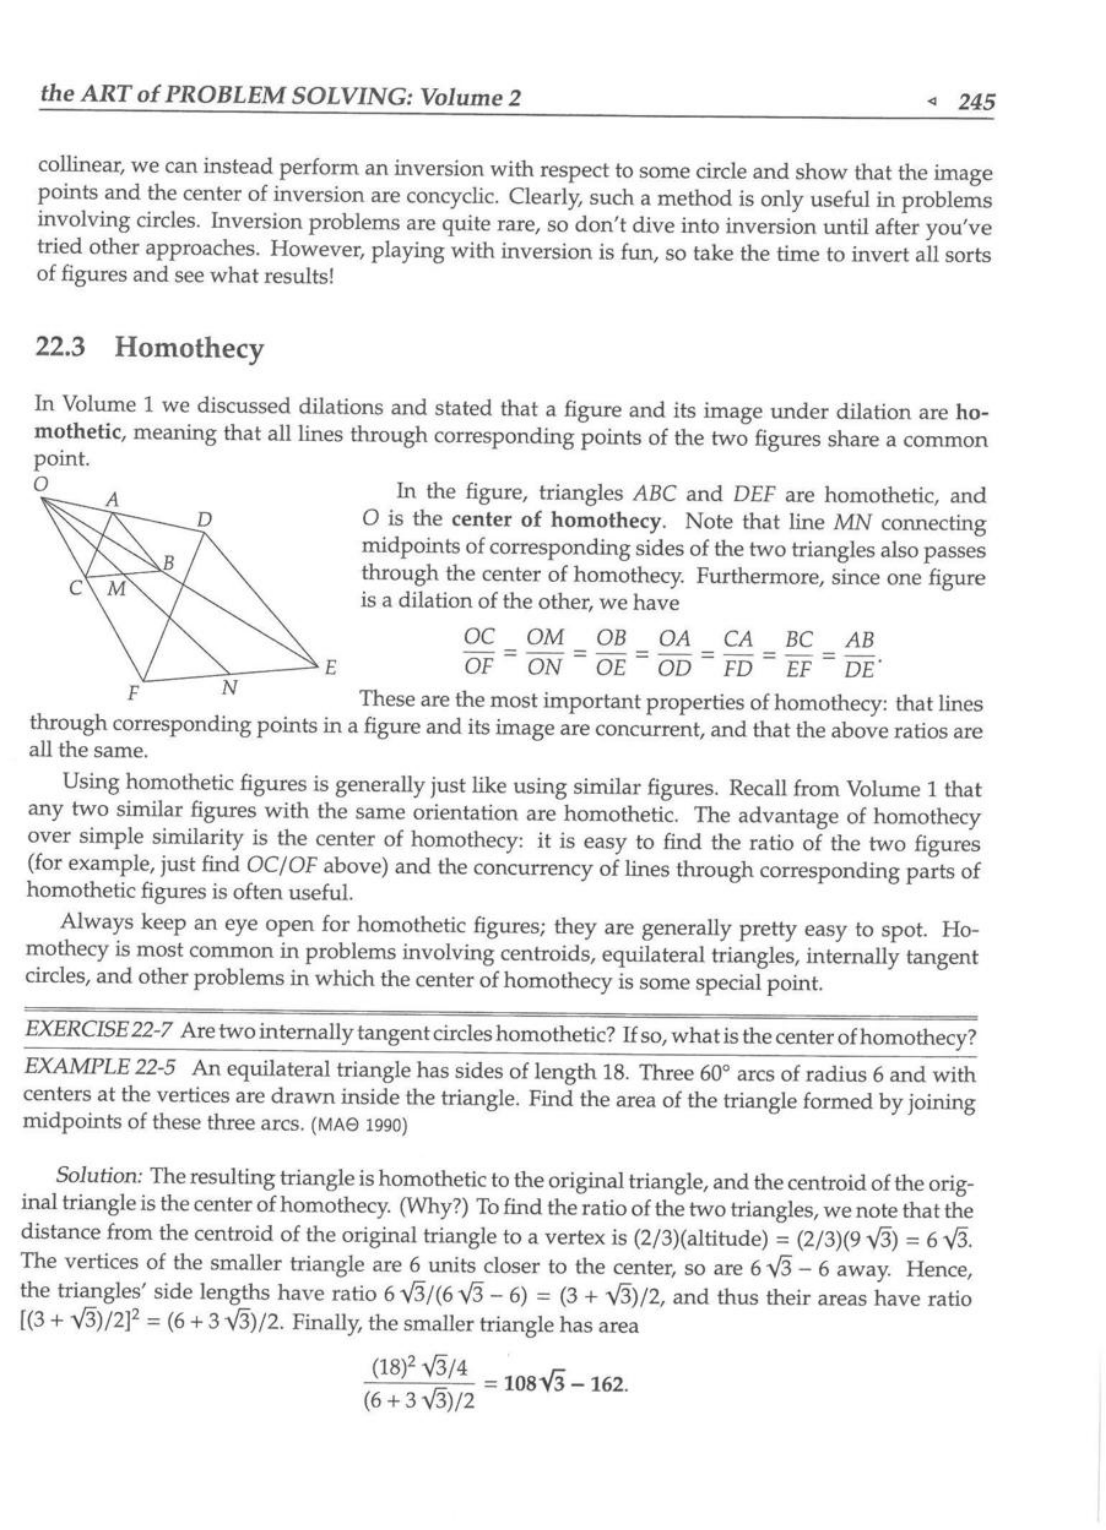 the ART of PROBLEM SOLVING: Volume 2 ◃ 245
collinear, we can instead perform an inversion with respect to some circle and show that the image
points and the center of inversion are concyclic. Clearly, such a method is only useful in problems
involving circles. Inversion problems are quite rare, so don't dive into inversion until after you've
tried other approaches. However, playing with inversion is fun, so take the time to invert all sorts
of figures and see what results!
22.3 Homothecy
In Volume 1 we discussed dilations and stated that a figure and its image under dilation are ho-
mothetic, meaning that all lines through corresponding points of the two figures share a common
point.
O
A
D
B
C M
E
F
N
In the figure, triangles ABC and DEF are homothetic, and
O is the center of homothecy. Note that line MN connecting
midpoints of corresponding sides of the two triangles also passes
through the center of homothecy. Furthermore, since one figure
is a dilation of the other, we have
OC/OF = OM/ON = OB/OE = OA/OD = CA/FD = BC/EF = AB/DE.
These are the most important properties of homothecy: that lines
through corresponding points in a figure and its image are concurrent, and that the above ratios are
all the same.
Using homothetic figures is generally just like using similar figures. Recall from Volume 1 that
any two similar figures with the same orientation are homothetic. The advantage of homothecy
over simple similarity is the center of homothecy: it is easy to find the ratio of the two figures
(for example, just find OC/OF above) and the concurrency of lines through corresponding parts of
homothetic figures is often useful.
Always keep an eye open for homothetic figures; they are generally pretty easy to spot. Ho-
mothecy is most common in problems involving centroids, equilateral triangles, internally tangent
circles, and other problems in which the center of homothecy is some special point.
EXERCISE 22-7 Are two internally tangent circles homothetic? If so, what is the center of homothecy?
EXAMPLE 22-5 An equilateral triangle has sides of length 18. Three 60° arcs of radius 6 and with
centers at the vertices are drawn inside the triangle. Find the area of the triangle formed by joining
midpoints of these three arcs. (MAΘ 1990)
Solution: The resulting triangle is homothetic to the original triangle, and the centroid of the orig-
inal triangle is the center of homothecy. (Why?) To find the ratio of the two triangles, we note that the
distance from the centroid of the original triangle to a vertex is (2/3)(altitude) = (2/3)(9 √3) = 6 √3.
The vertices of the smaller triangle are 6 units closer to the center, so are 6 √3 − 6 away. Hence,
the triangles' side lengths have ratio 6 √3/(6 √3 − 6) = (3 + √3)/2, and thus their areas have ratio
[(3 + √3)/2]² = (6 + 3 √3)/2. Finally, the smaller triangle has area
(18)² √3/4
(6 + 3 √3)/2 = 108√3 − 162.